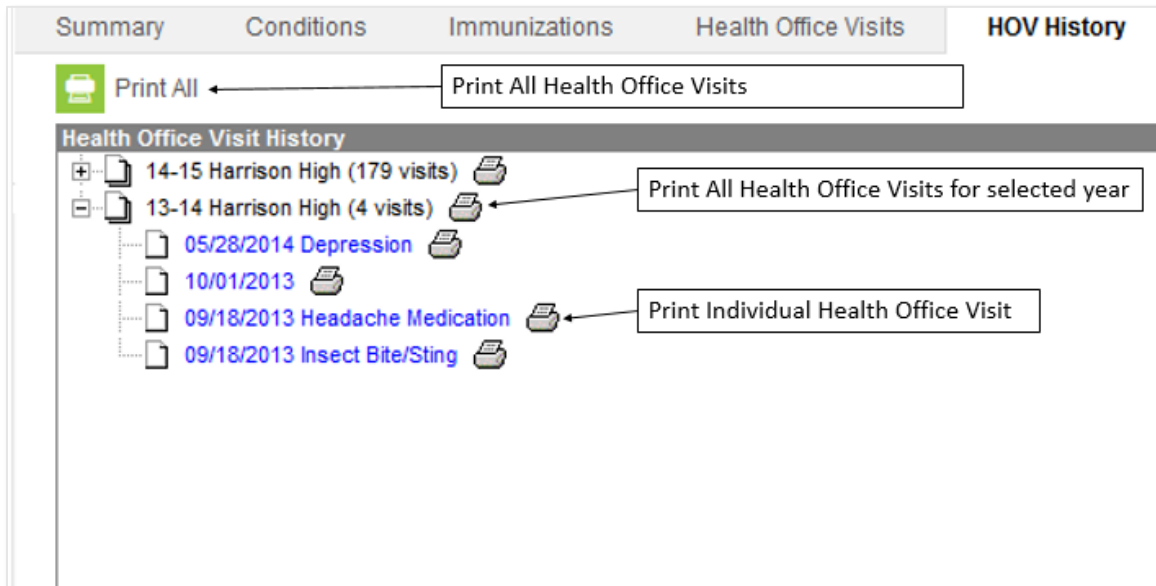 Summary Conditions Immunizations Health Office Visits HOV History
Print All Print All Health Office Visits
Health Office Visit History
14-15 Harrison High (179 visits)
Print All Health Office Visits for selected year
13-14 Harrison High (4 visits)
05/28/2014 Depression
10/01/2013
09/18/2013 Headache Medication Print Individual Health Office Visit
09/18/2013 Insect Bite/Sting